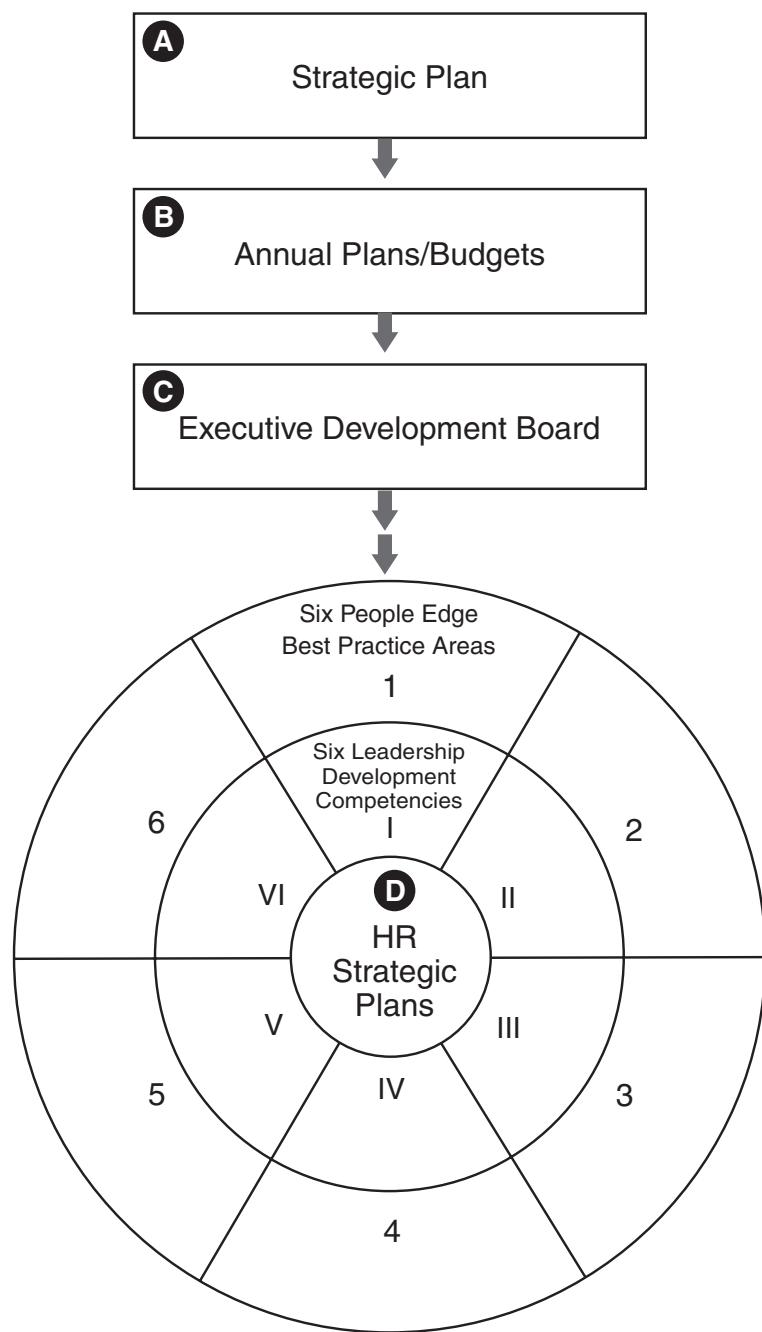 A
Strategic Plan
B
Annual Plans/Budgets
C
Executive Development Board
Six People Edge
Best Practice Areas
1
Six Leadership
Development
Competencies
I
6
2
VI
II
D
HR
Strategic
Plans
V
III
IV
5
3
4